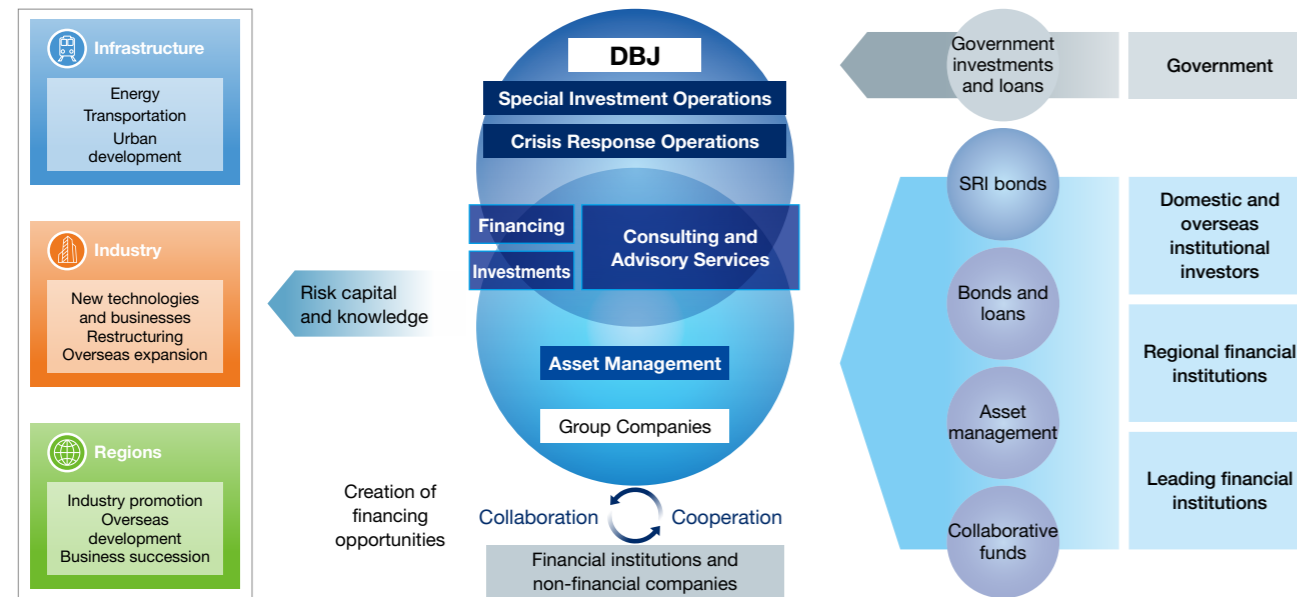 Infrastructure
Energy
Transportation
Urban
development
Industry
New technologies
and businesses
Restructuring
Overseas expansion
Regions
Industry promotion
Overseas
development
Business succession
Risk capital
and knowledge
Creation of
financing
opportunities
DBJ
Special Investment Operations
Crisis Response Operations
Financing
Investments
Consulting and
Advisory Services
Asset Management
Group Companies
Collaboration
Cooperation
Financial institutions and
non-financial companies
Government
investments
and loans
Government
SRI bonds
Bonds and
loans
Asset
management
Collaborative
funds
Domestic and
overseas
institutional
investors
Regional financial
institutions
Leading financial
institutions